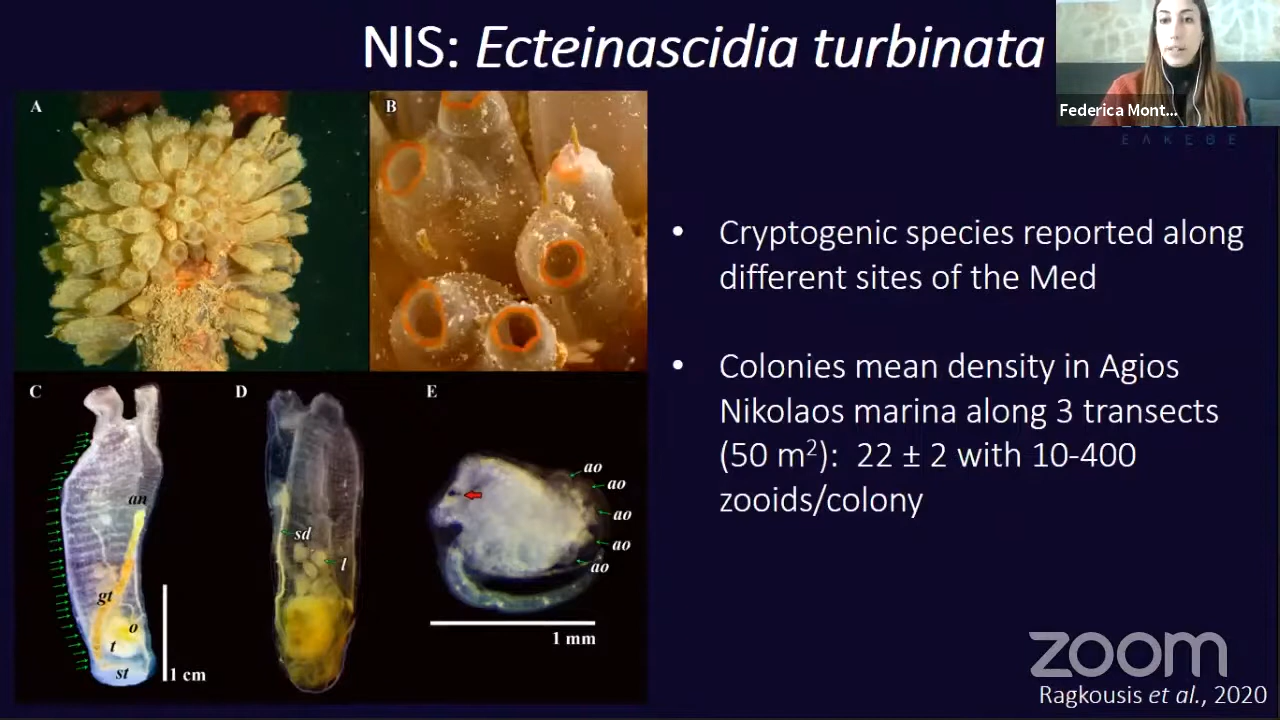 NIS: Ecteinascidia turbinata
Federica Mont...
Ε Λ Κ Ε Θ Ε
A
B
• Cryptogenic species reported along
different sites of the Med
• Colonies mean density in Agios
Nikolaos marina along 3 transects
(50 m²): 22 ± 2 with 10-400
zooids/colony
C
D
E
an
gt
o
t
st
1 cm
sd
l
ao
ao
ao
ao
ao
1 mm
zoom
Ragkousis et al., 2020